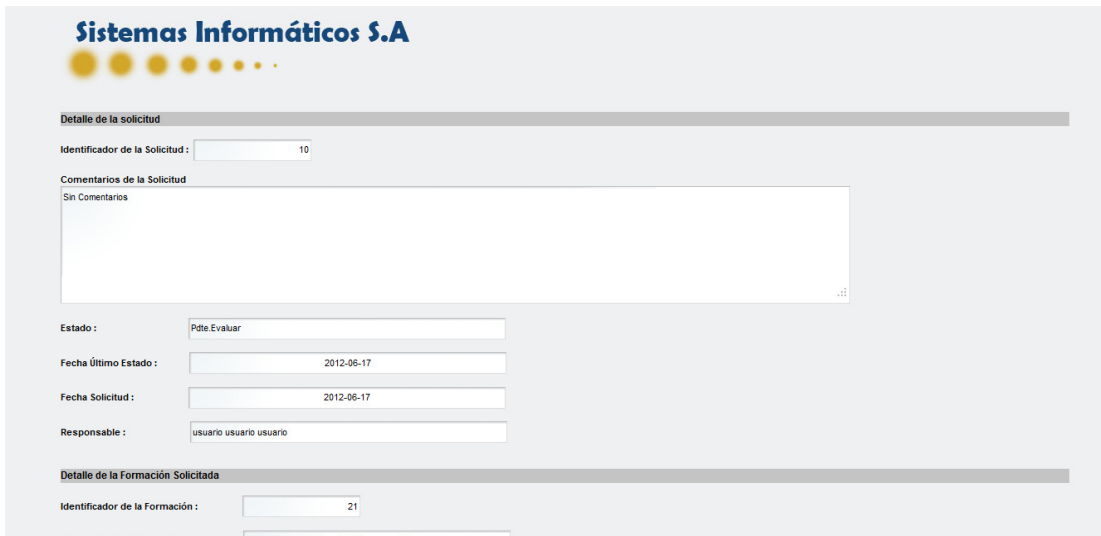 Sistemas Informáticos S.A
Detalle de la solicitud
Identificador de la Solicitud : 10
Comentarios de la Solicitud
Sin Comentarios
Estado : Pdte.Evaluar
Fecha Último Estado : 2012-06-17
Fecha Solicitud : 2012-06-17
Responsable : usuario usuario usuario
Detalle de la Formación Solicitada
Identificador de la Formación : 21